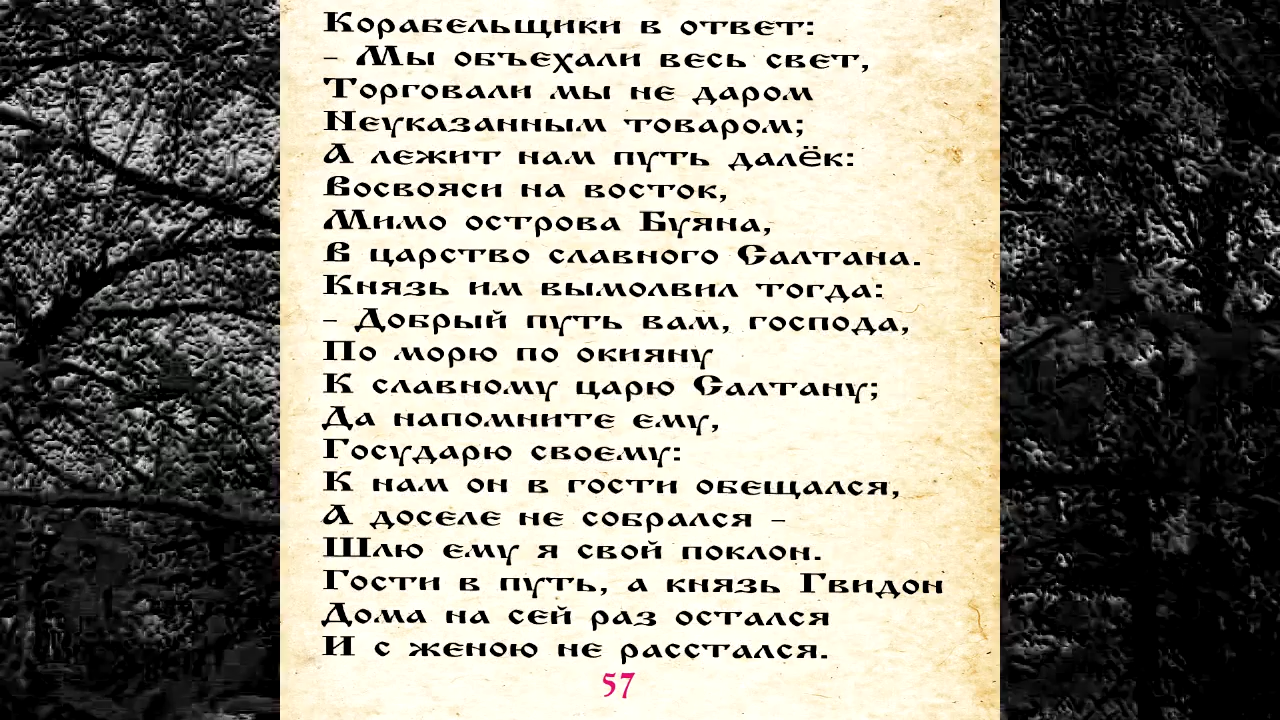 Корабельщики в ответ:
– Мы объехали весь свет,
Торговали мы не даром
Неуказанным товаром;
А лежит нам путь далёк:
Восвояси на восток,
Мимо острова Буяна,
В царство славного Салтана.
Князь им вымолвил тогда:
– Добрый путь вам, господа,
По морю по окияну
К славному царю Салтану;
Да напомните ему,
Государю своему:
К нам он в гости обещался,
А доселе не собрался –
Шлю ему я свой поклон.
Гости в путь, а князь Гвидон
Дома на сей раз остался
И с женою не расстался.
57